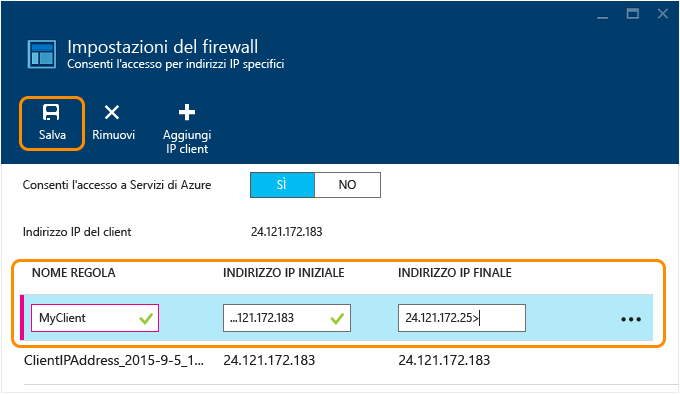 Impostazioni del firewall
Consenti l'accesso per indirizzi IP specifici
Salva
Rimuovi
Aggiungi
IP client
Consenti l'accesso a Servizi di Azure
SÌ
NO
Indirizzo IP del client
24.121.172.183
NOME REGOLA
INDIRIZZO IP INIZIALE
INDIRIZZO IP FINALE
MyClient
...121.172.183
24.121.172.25>
ClientIPAddress_2015-9-5_1...
24.121.172.183
24.121.172.183